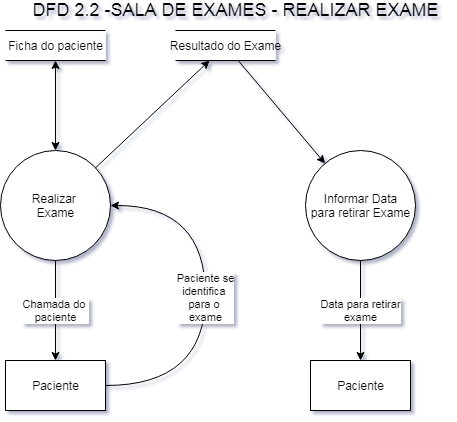 DFD 2.2 -SALA DE EXAMES - REALIZAR EXAME
Ficha do paciente
Resultado do Exame
Realizar
Exame
Informar Data
para retirar Exame
Paciente se
identifica
para o
exame
Chamada do
paciente
Data para retirar
exame
Paciente
Paciente